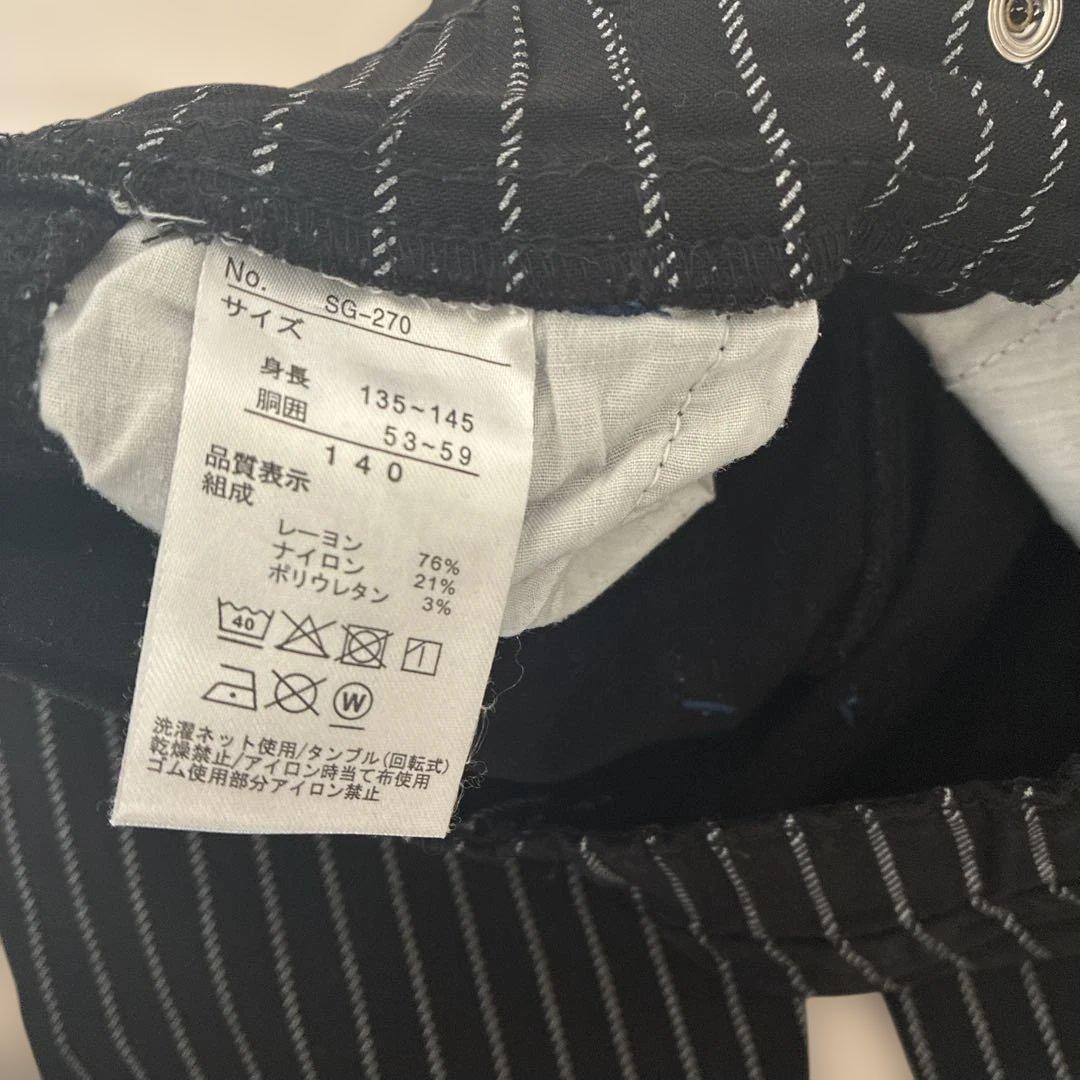 No. SG-270
サイズ
身長 135~145
胴囲 53~59
140
品質表示
組成
レーヨン 76%
ナイロン 21%
ポリウレタン 3%
40
W
洗濯ネット使用/タンブル(回転式)
乾燥禁止/アイロン時当て布使用
ゴム使用部分アイロン禁止